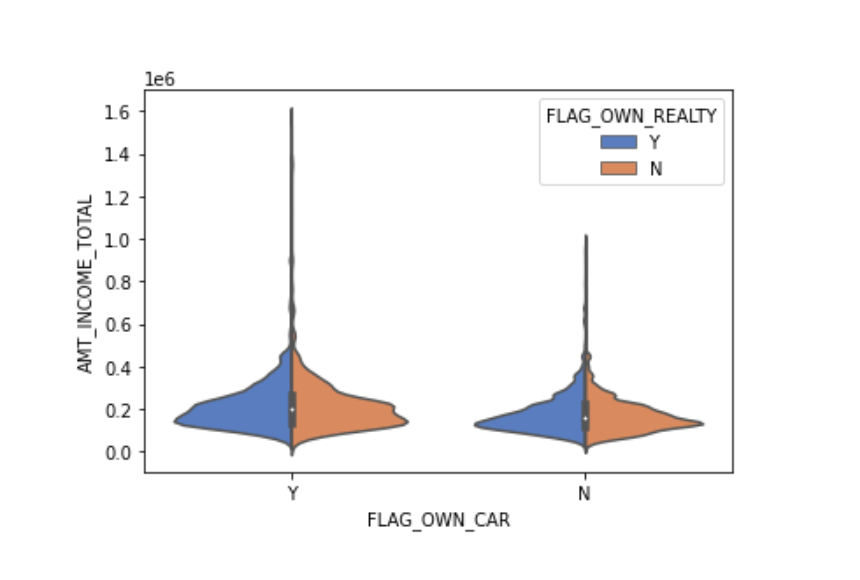 1e6
FLAG_OWN_REALTY
Y
N
1.6
1.4
1.2
1.0
0.8
0.6
0.4
0.2
0.0
AMT_INCOME_TOTAL
Y N
FLAG_OWN_CAR